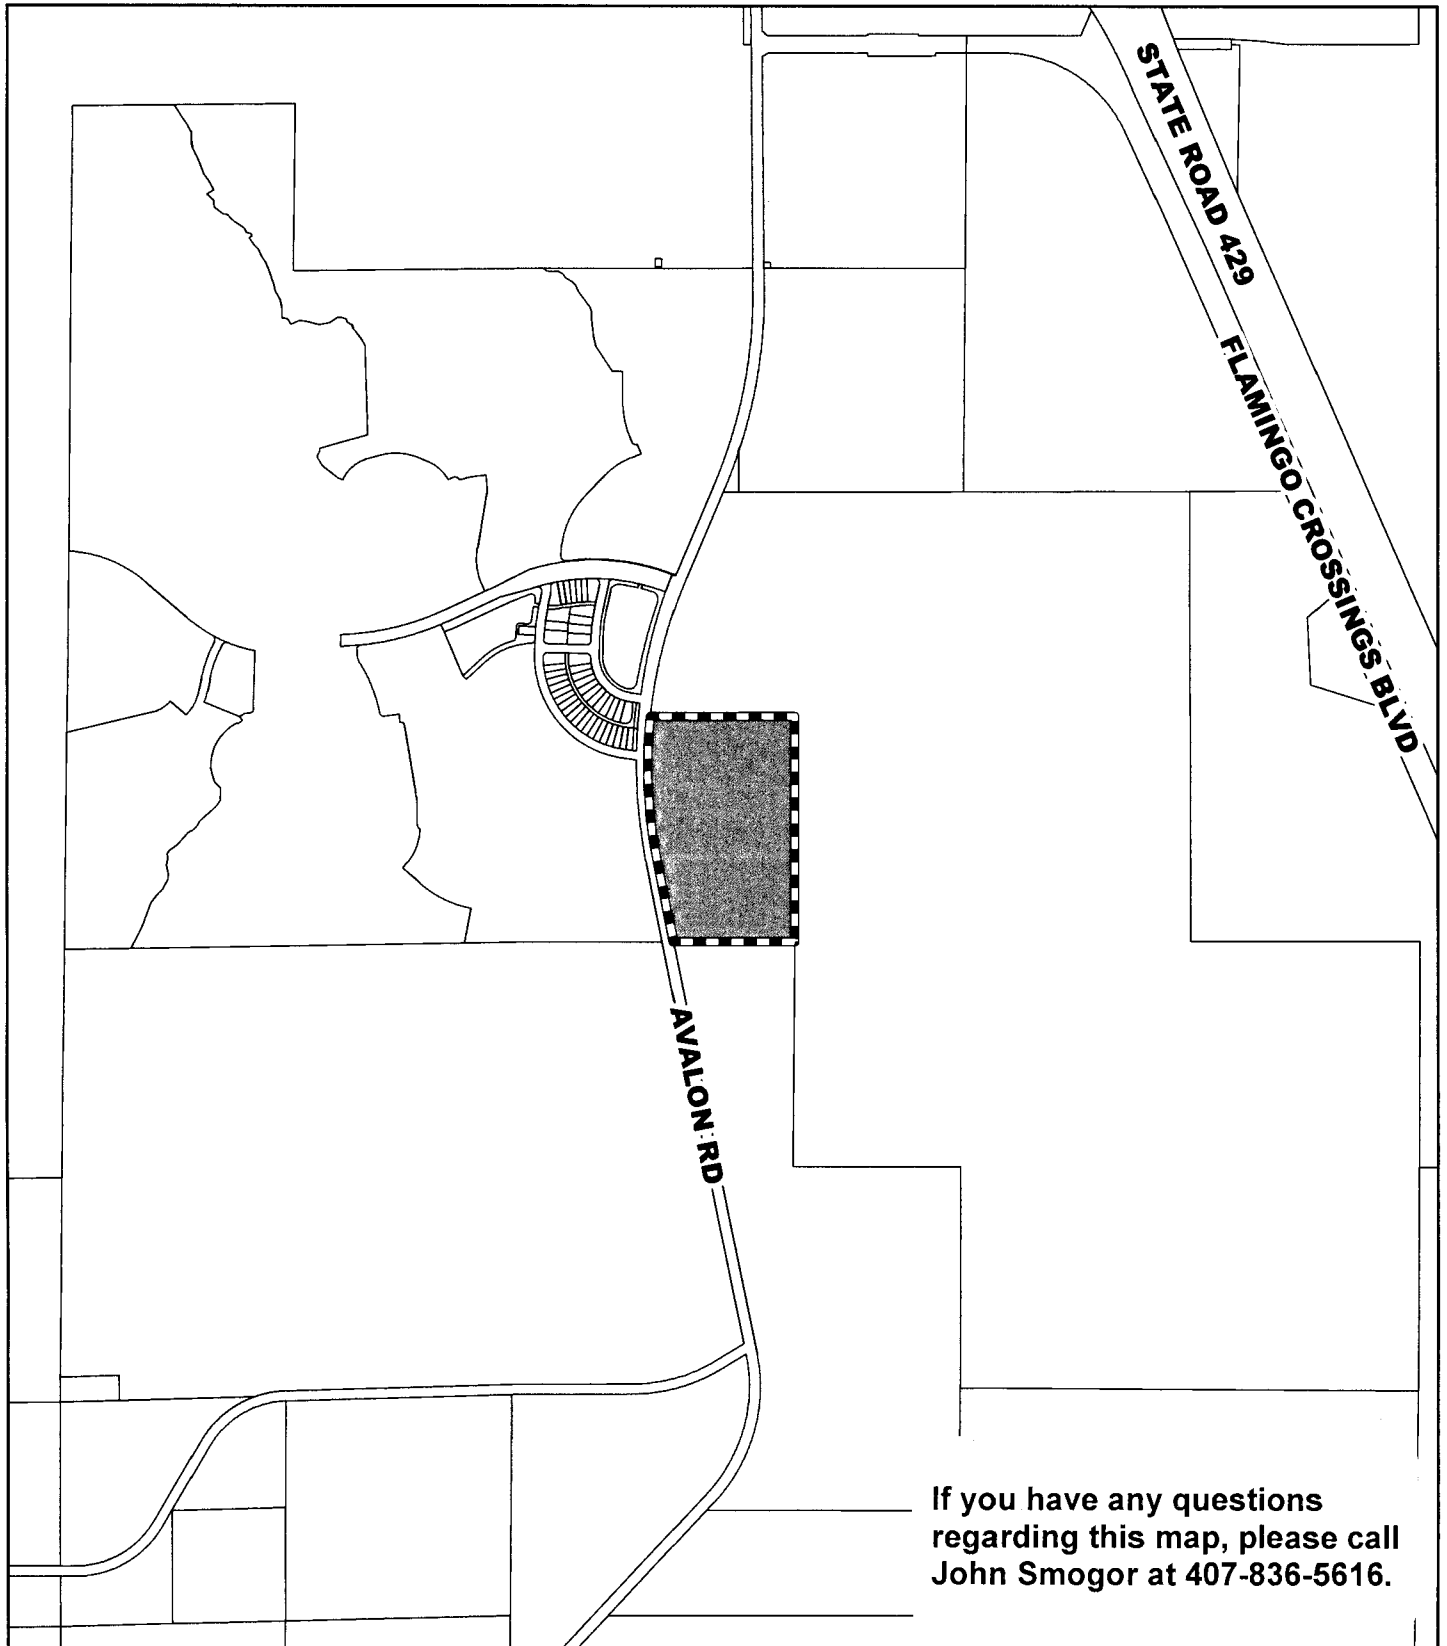 STATE ROAD 429
FLAMINGO CROSSINGS BLVD
AVALON RD
If you have any questions
regarding this map, please call
John Smogor at 407-836-5616.